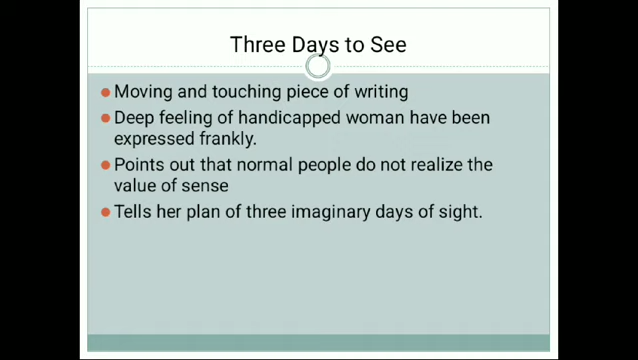 Three Days to See
Moving and touching piece of writing
Deep feeling of handicapped woman have been
expressed frankly.
Points out that normal people do not realize the
value of sense
Tells her plan of three imaginary days of sight.